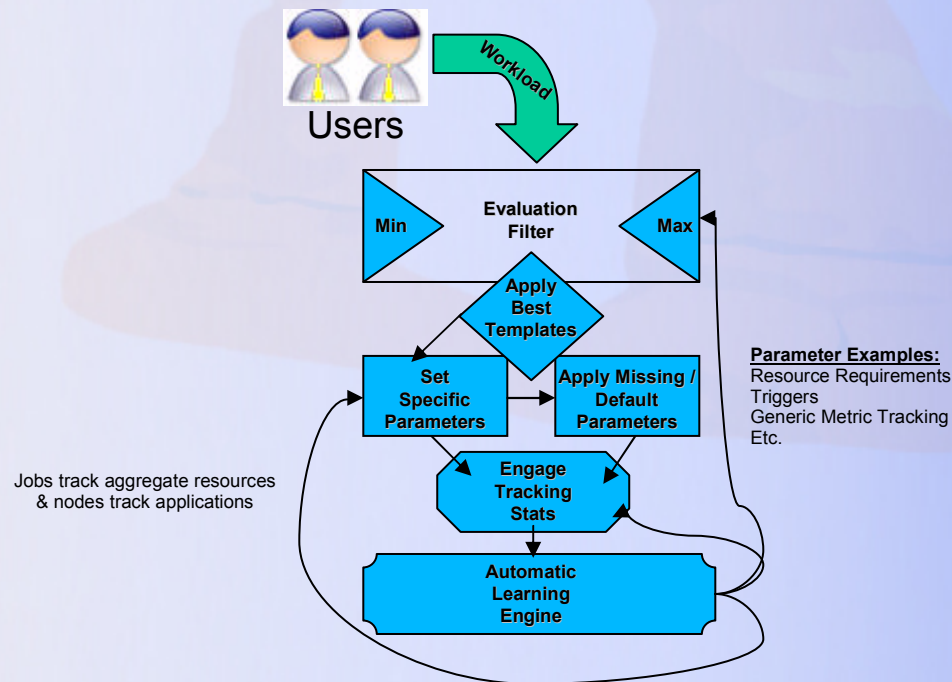 Workload
Users
Min
Evaluation
Filter
Max
Apply
Best
Templates
Set
Specific
Parameters
Apply Missing /
Default
Parameters
Parameter Examples:
Resource Requirements
Triggers
Generic Metric Tracking
Etc.
Jobs track aggregate resources
& nodes track applications
Engage
Tracking
Stats
Automatic
Learning
Engine